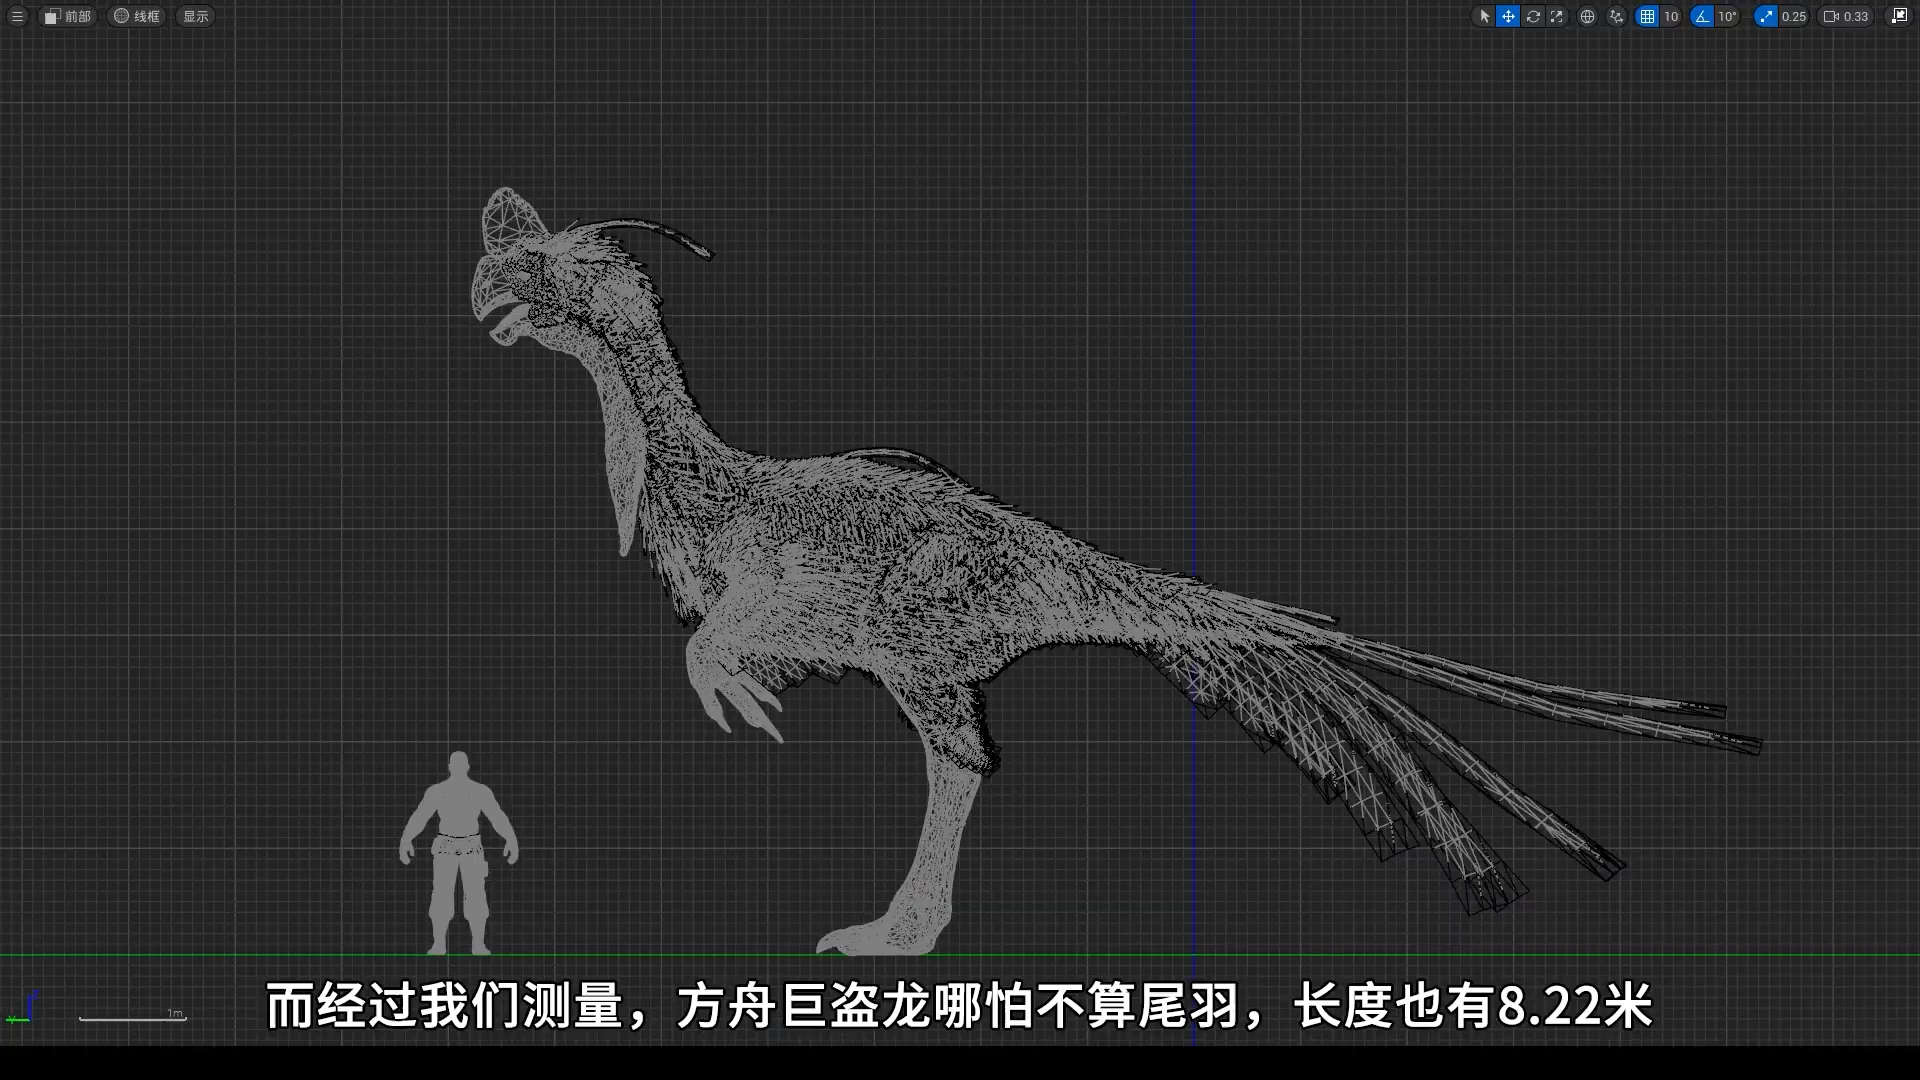 前部 线框 显示 10 10° 0.25 0.33
1m
而经过我们测量，方舟巨盗龙哪怕不算尾羽，长度也有8.22米